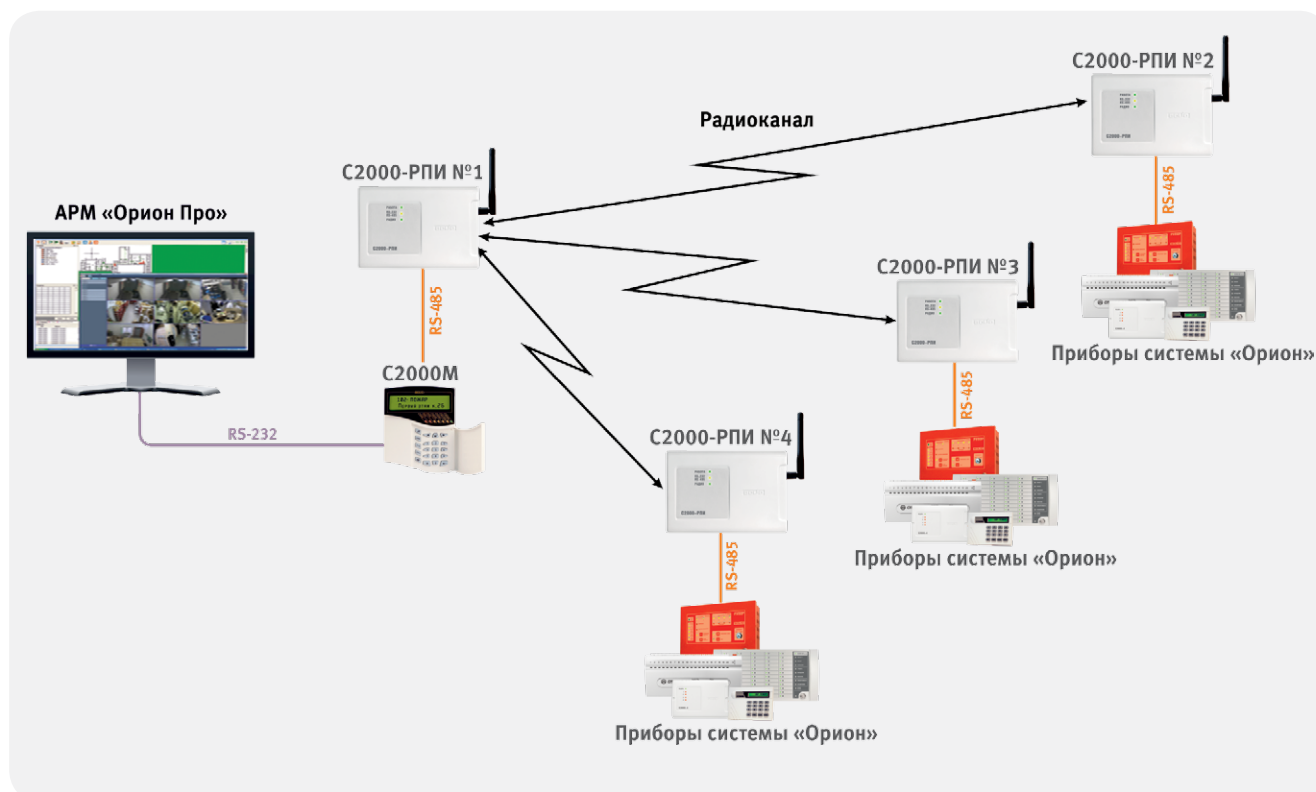 С2000-РПИ №2
Радиоканал
RS-485
С2000-РПИ №1
АРМ «Орион Про»
С2000-РПИ №3
Приборы системы «Орион»
RS-485
С2000М
RS-485
RS-232
С2000-РПИ №4
Приборы системы «Орион»
RS-485
Приборы системы «Орион»